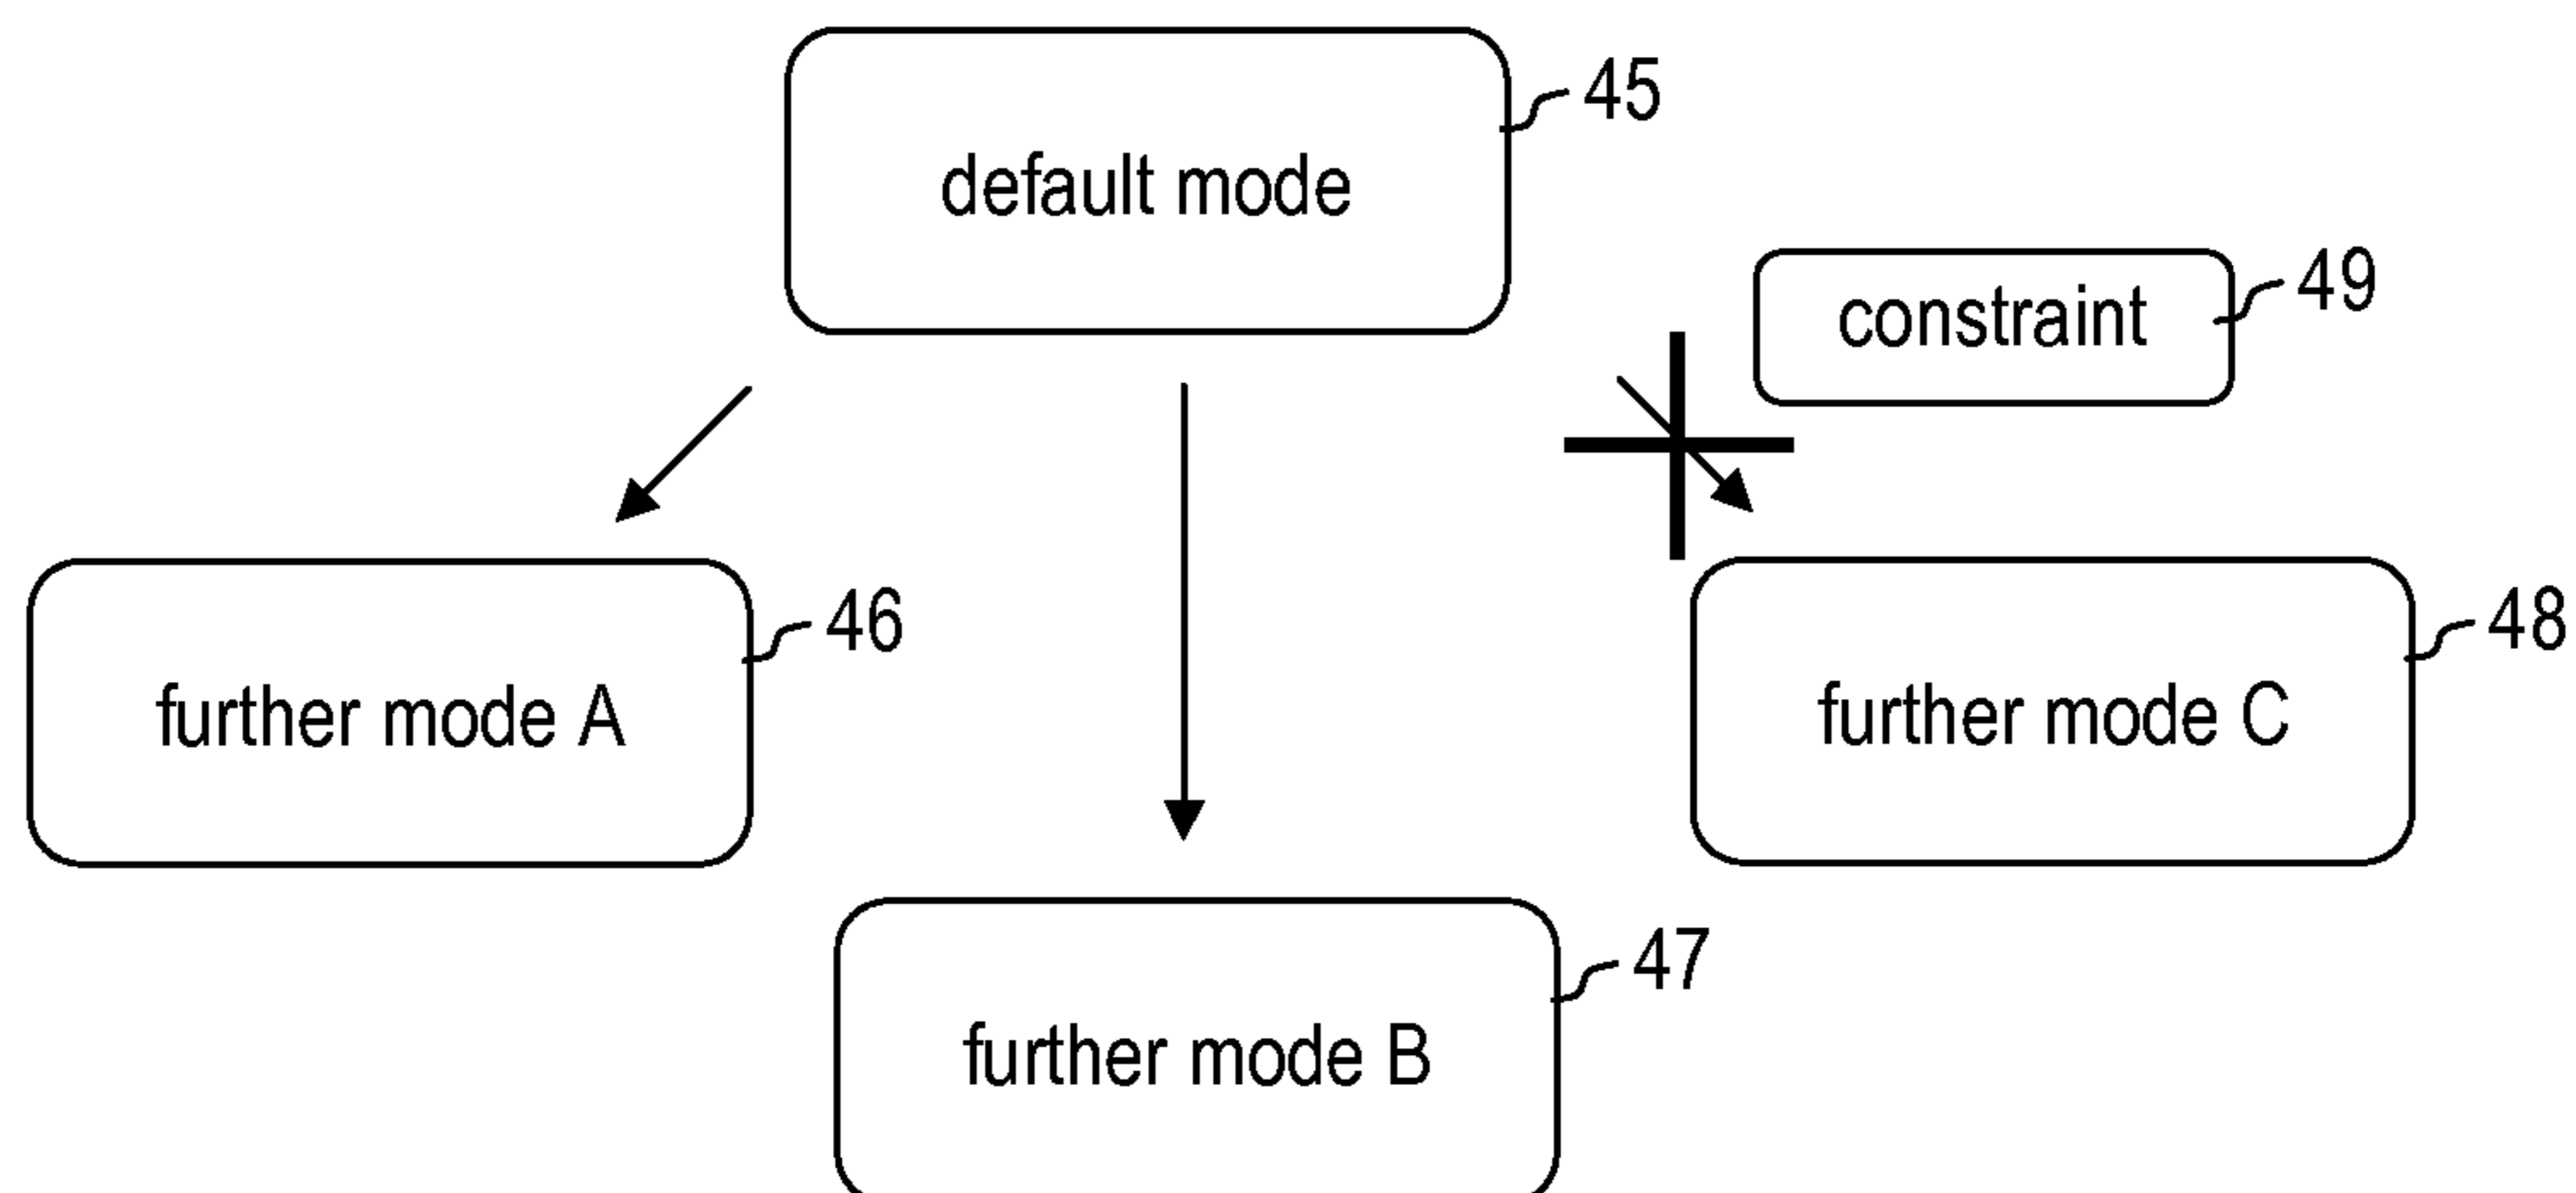 45
default mode
49
constraint
46
further mode A
48
further mode C
47
further mode B